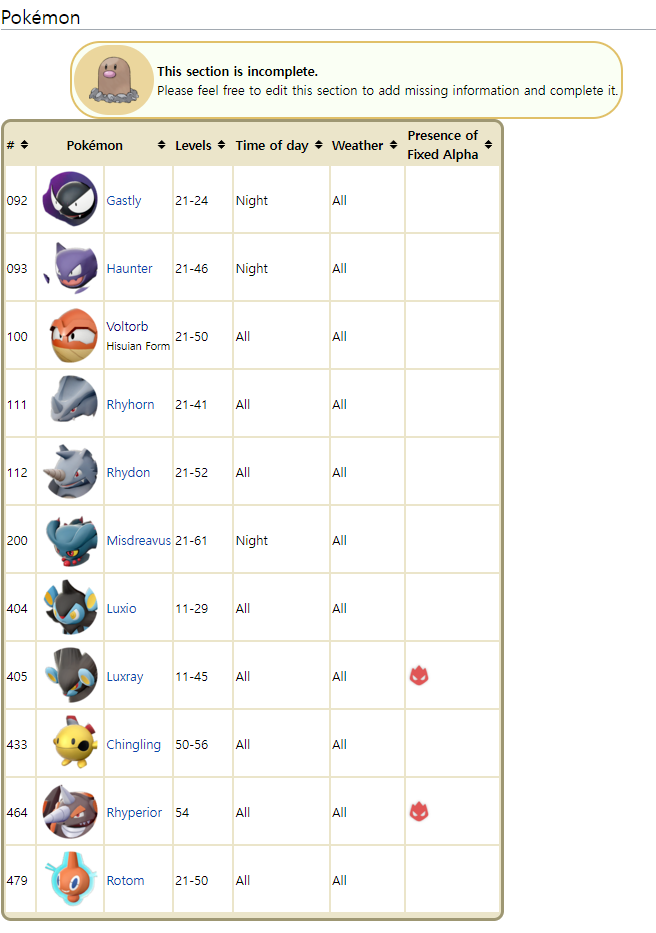 Pokémon
This section is incomplete.
Please feel free to edit this section to add missing information and complete it.
# Pokémon Levels Time of day Weather Presence of
Fixed Alpha
092 Gastly 21-24 Night All
093 Haunter 21-46 Night All
Voltorb
100 21-50 All All
Hisuian Form
111 Rhyhorn 21-41 All All
112 Rhydon 21-52 All All
200 Misdreavus 21-61 Night All
404 Luxio 11-29 All All
405 Luxray 11-45 All All
433 Chingling 50-56 All All
464 Rhyperior 54 All All
479 Rotom 21-50 All All